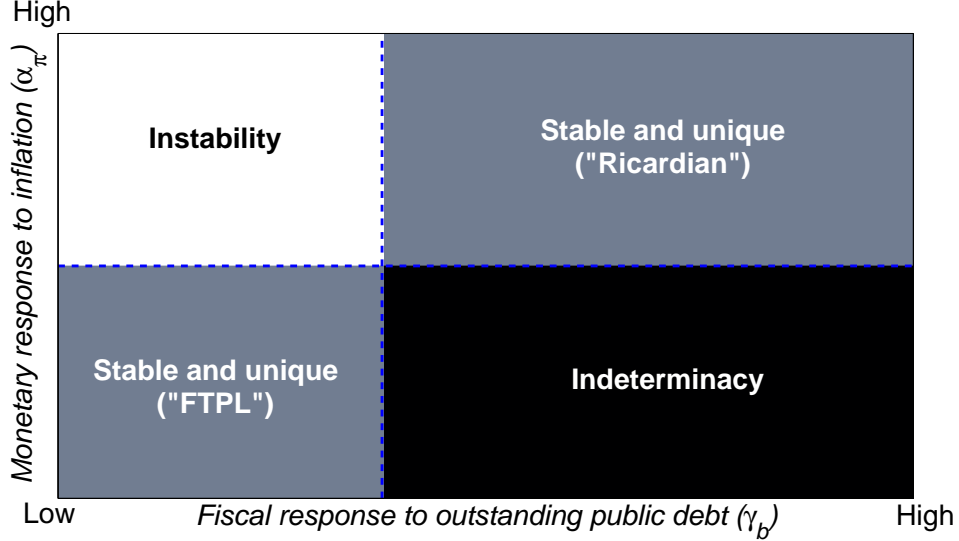 High
Monetary response to inflation (α_π)
Instability
Stable and unique
("Ricardian")
Stable and unique
("FTPL")
Indeterminacy
Low
Fiscal response to outstanding public debt (γ_b)
High